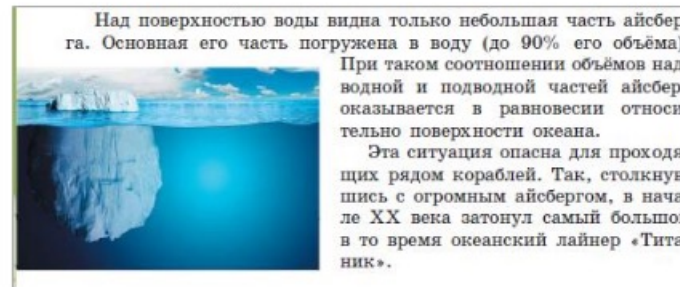 Над поверхностью воды видна только небольшая часть айсбер
га. Основная его часть погружена в воду (до 90% его объёма)
При таком соотношении объёмов над
водной и подводной частей айсбер
оказывается в равновесии относи
тельно поверхности океана.
Эта ситуация опасна для проходя
щих рядом кораблей. Так, столкнув
шись с огромным айсбергом, в нача
ле XX века затонул самый большо
в то время океанский лайнер «Тита
ник».